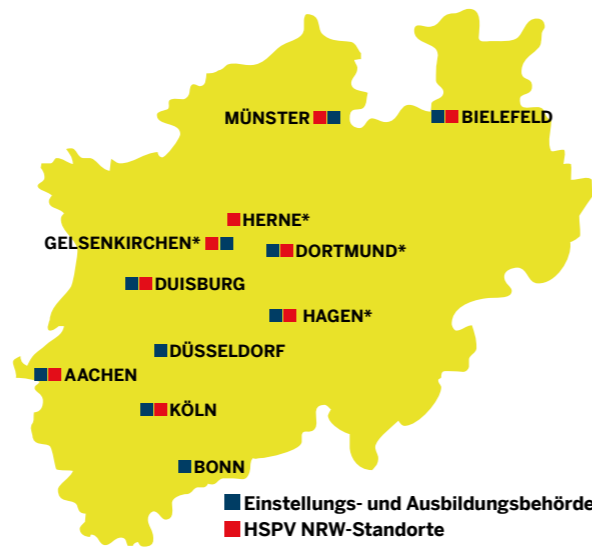 MÜNSTER
BIELEFELD
HERNE*
GELSENKIRCHEN*
DORTMUND*
DUISBURG
HAGEN*
DÜSSELDORF
AACHEN
KÖLN
BONN
Einstellungs- und Ausbildungsbehörde
HSPV NRW-Standorte